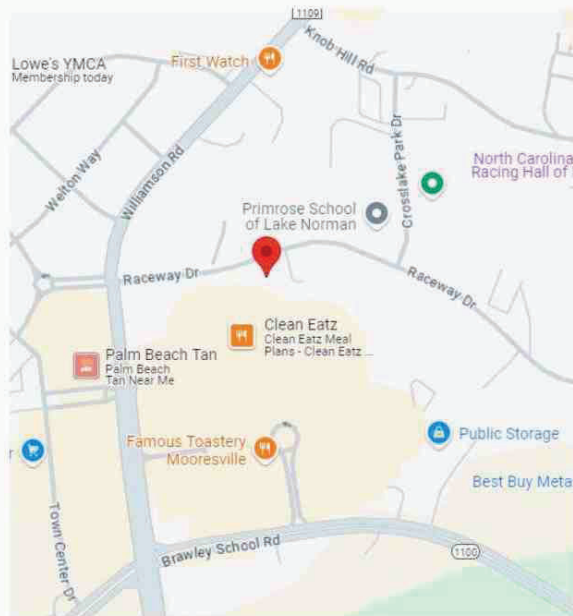 1109
Knob Hill Rd
First Watch
Lowe's YMCA
Membership today
Crosslake Park Dr
North Carolina
Racing Hall of
Welton Way
Williamson Rd
Primrose School
of Lake Norman
Raceway Dr
Raceway Dr
Clean Eatz
Clean Eatz Meal
Plans - Clean Eatz ...
Palm Beach Tan
Palm Beach
Tan Near Me
Famous Toastery
Mooresville
Public Storage
r
Best Buy Meta
Town Center Dr
Brawley School Rd
1100